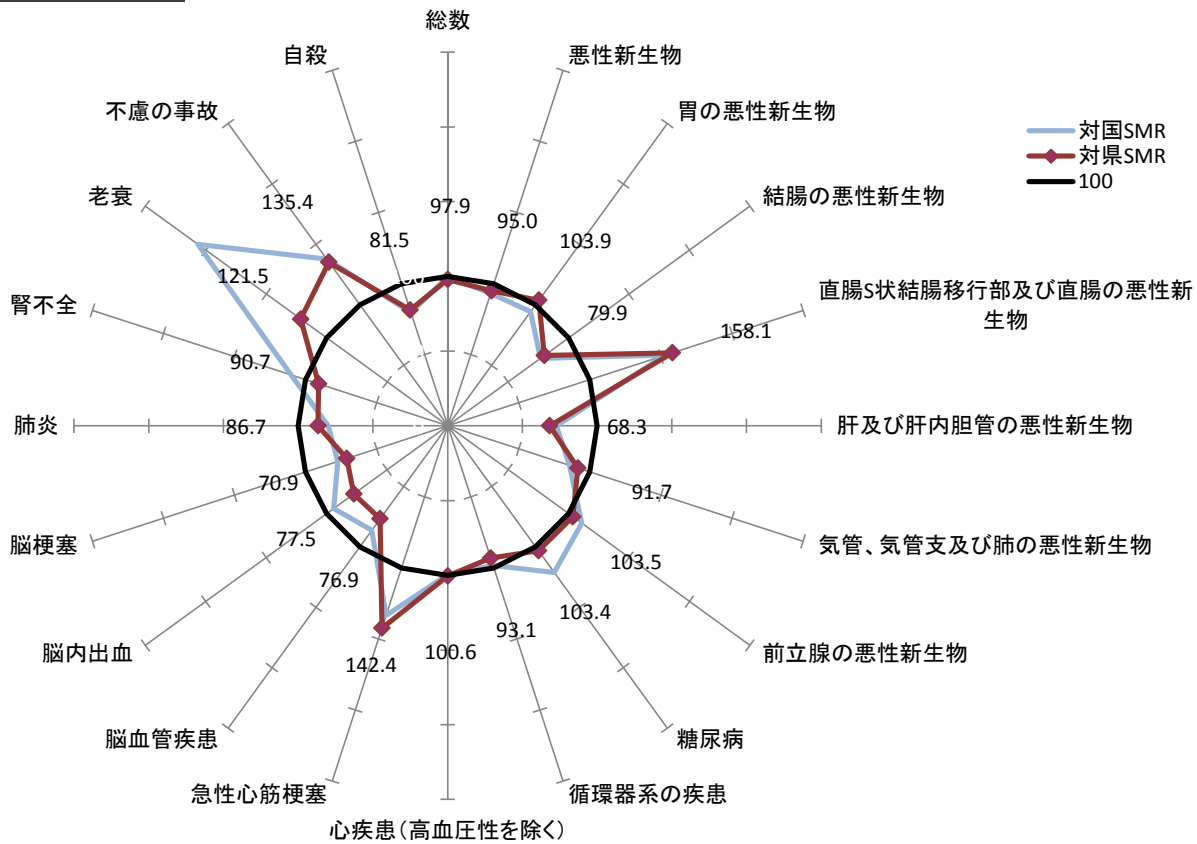 総数
自殺
悪性新生物
不慮の事故
胃の悪性新生物
対国SMR
対県SMR
100
老衰
結腸の悪性新生物
135.4
81.5
97.9
95.0
103.9
121.5
79.9
直腸S状結腸移行部及び直腸の悪性新
生物
腎不全
158.1
90.7
肺炎
86.7
68.3
肝及び肝内胆管の悪性新生物
70.9
91.7
脳梗塞
気管、気管支及び肺の悪性新生物
77.5
103.5
76.9
103.4
脳内出血
142.4
100.6
93.1
前立腺の悪性新生物
脳血管疾患
糖尿病
急性心筋梗塞
循環器系の疾患
心疾患(高血圧性を除く)